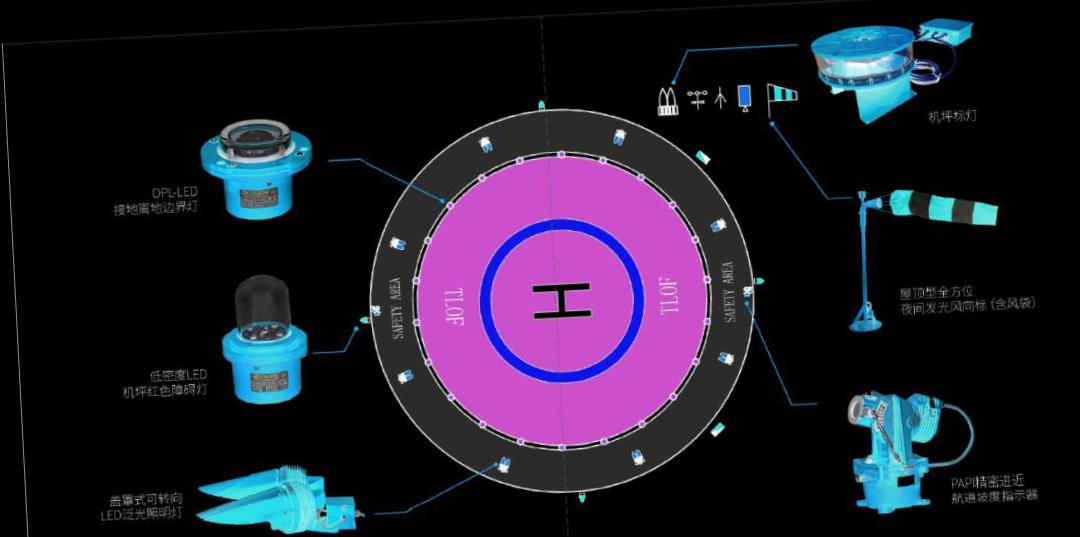 机坪标灯
OPL-LED
接地离地边界灯
SAFETY AREA
TLOF
H
TLOF
SAFETY AREA
屋顶型全方位
夜间发光风向标 (含风袋)
低密度LED
机坪红色障碍灯
PAPI精密进近
航道坡度指示器
盖罩式可转向
LED泛光照明灯